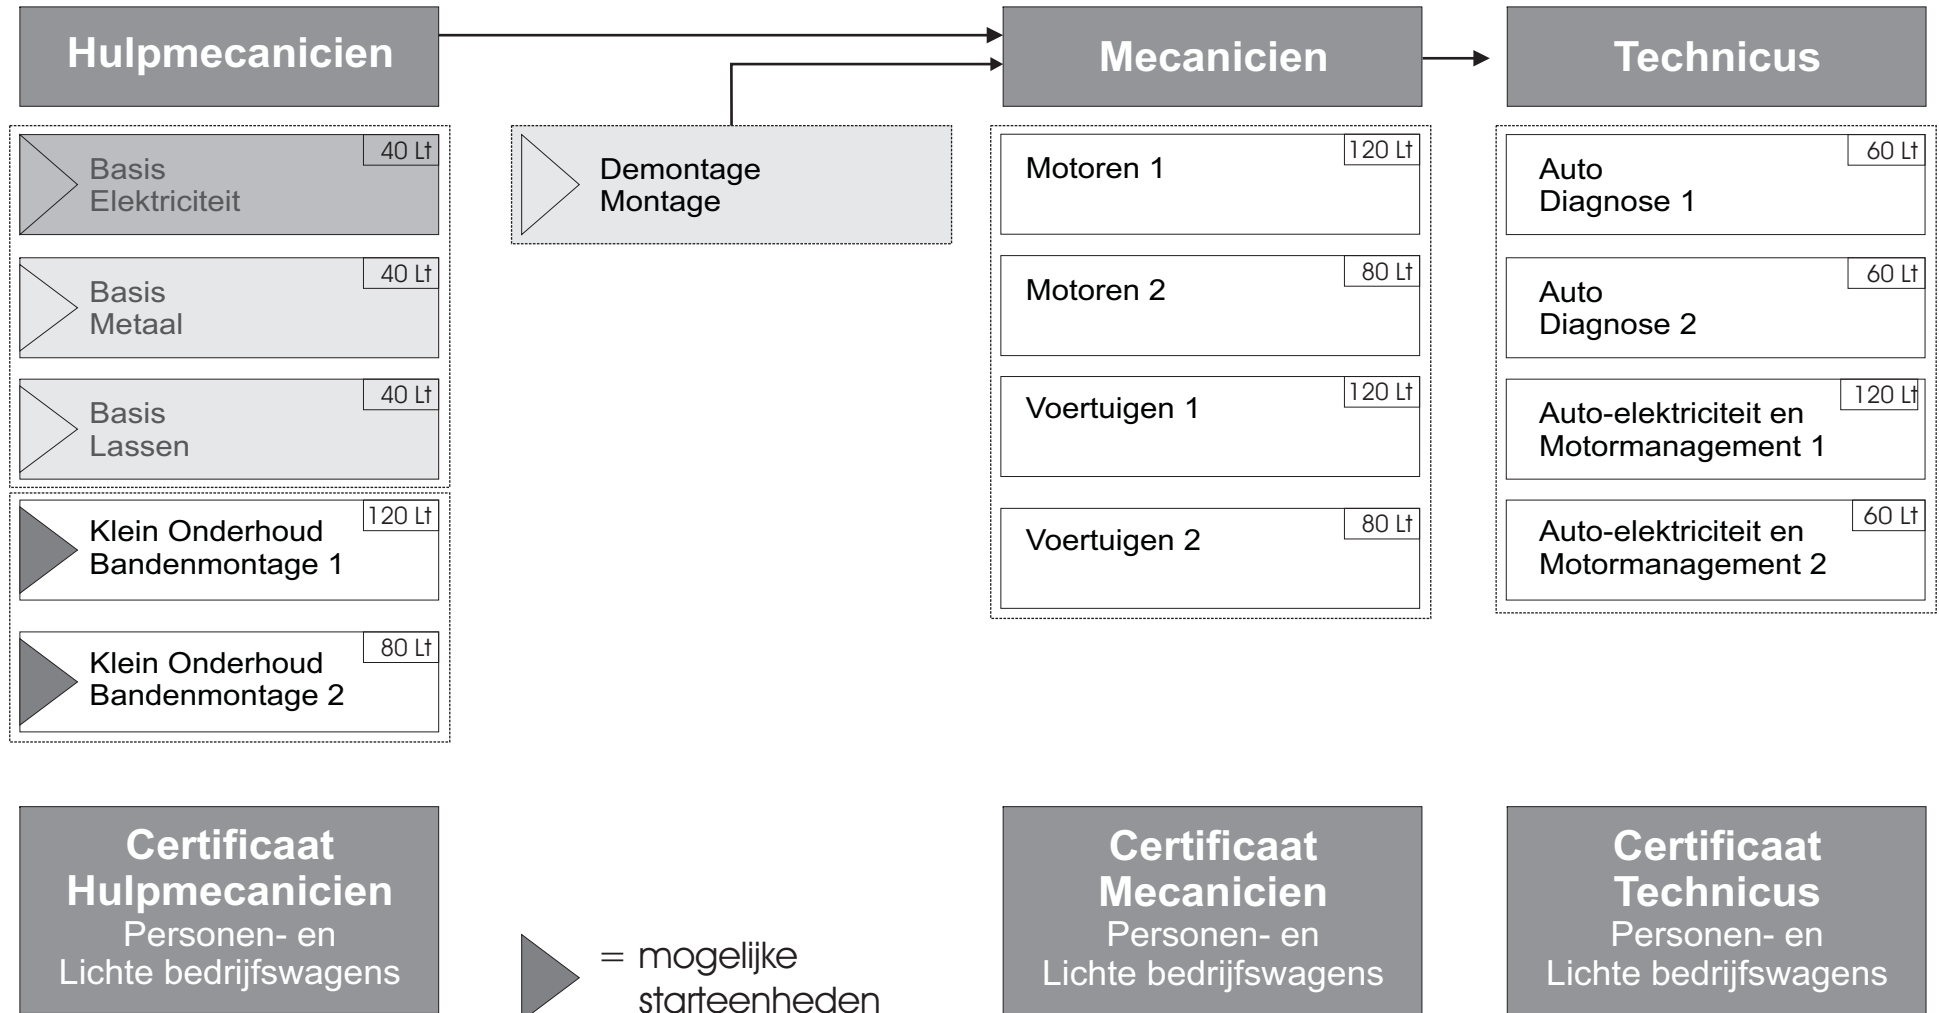 Hulpmecanicien
40 Lt
Basis
Elektriciteit
40 Lt
Basis
Metaal
40 Lt
Basis
Lassen
120 Lt
Klein Onderhoud
Bandenmontage 1
80 Lt
Klein Onderhoud
Bandenmontage 2
Certificaat
Hulpmecanicien
Personen- en
Lichte bedrijfswagens
Demontage
Montage
= mogelijke
starteenheden
Mecanicien
120 Lt
Motoren 1
80 Lt
Motoren 2
120 Lt
Voertuigen 1
80 Lt
Voertuigen 2
Certificaat
Mecanicien
Personen- en
Lichte bedrijfswagens
Technicus
60 Lt
Auto
Diagnose 1
60 Lt
Auto
Diagnose 2
120 Lt
Auto-elektriciteit en
Motormanagement 1
60 Lt
Auto-elektriciteit en
Motormanagement 2
Certificaat
Technicus
Personen- en
Lichte bedrijfswagens